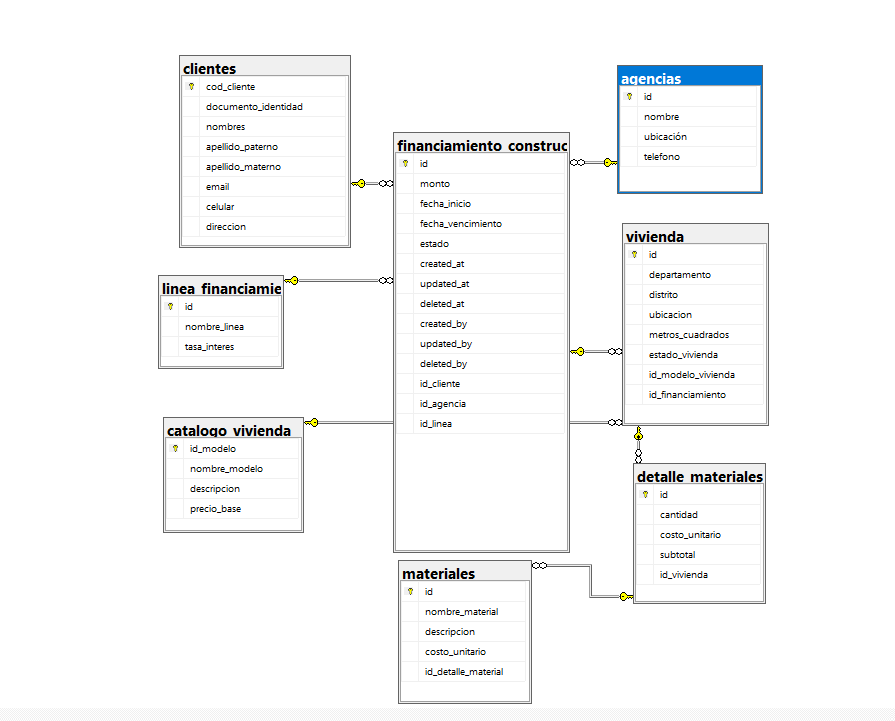 clientes
cod_cliente
documento_identidad
nombres
apellido_paterno
apellido_materno
email
celular
direccion
agencias
id
nombre
ubicación
telefono
financiamiento_construc
id
monto
fecha_inicio
fecha_vencimiento
estado
created_at
updated_at
deleted_at
created_by
updated_by
deleted_by
id_cliente
id_agencia
id_linea
vivienda
id
departamento
distrito
ubicacion
metros_cuadrados
estado_vivienda
id_modelo_vivienda
id_financiamiento
linea_financiamie
id
nombre_linea
tasa_interes
catalogo_vivienda
id_modelo
nombre_modelo
descripcion
precio_base
detalle_materiales
id
cantidad
costo_unitario
subtotal
id_vivienda
materiales
id
nombre_material
descripcion
costo_unitario
id_detalle_material